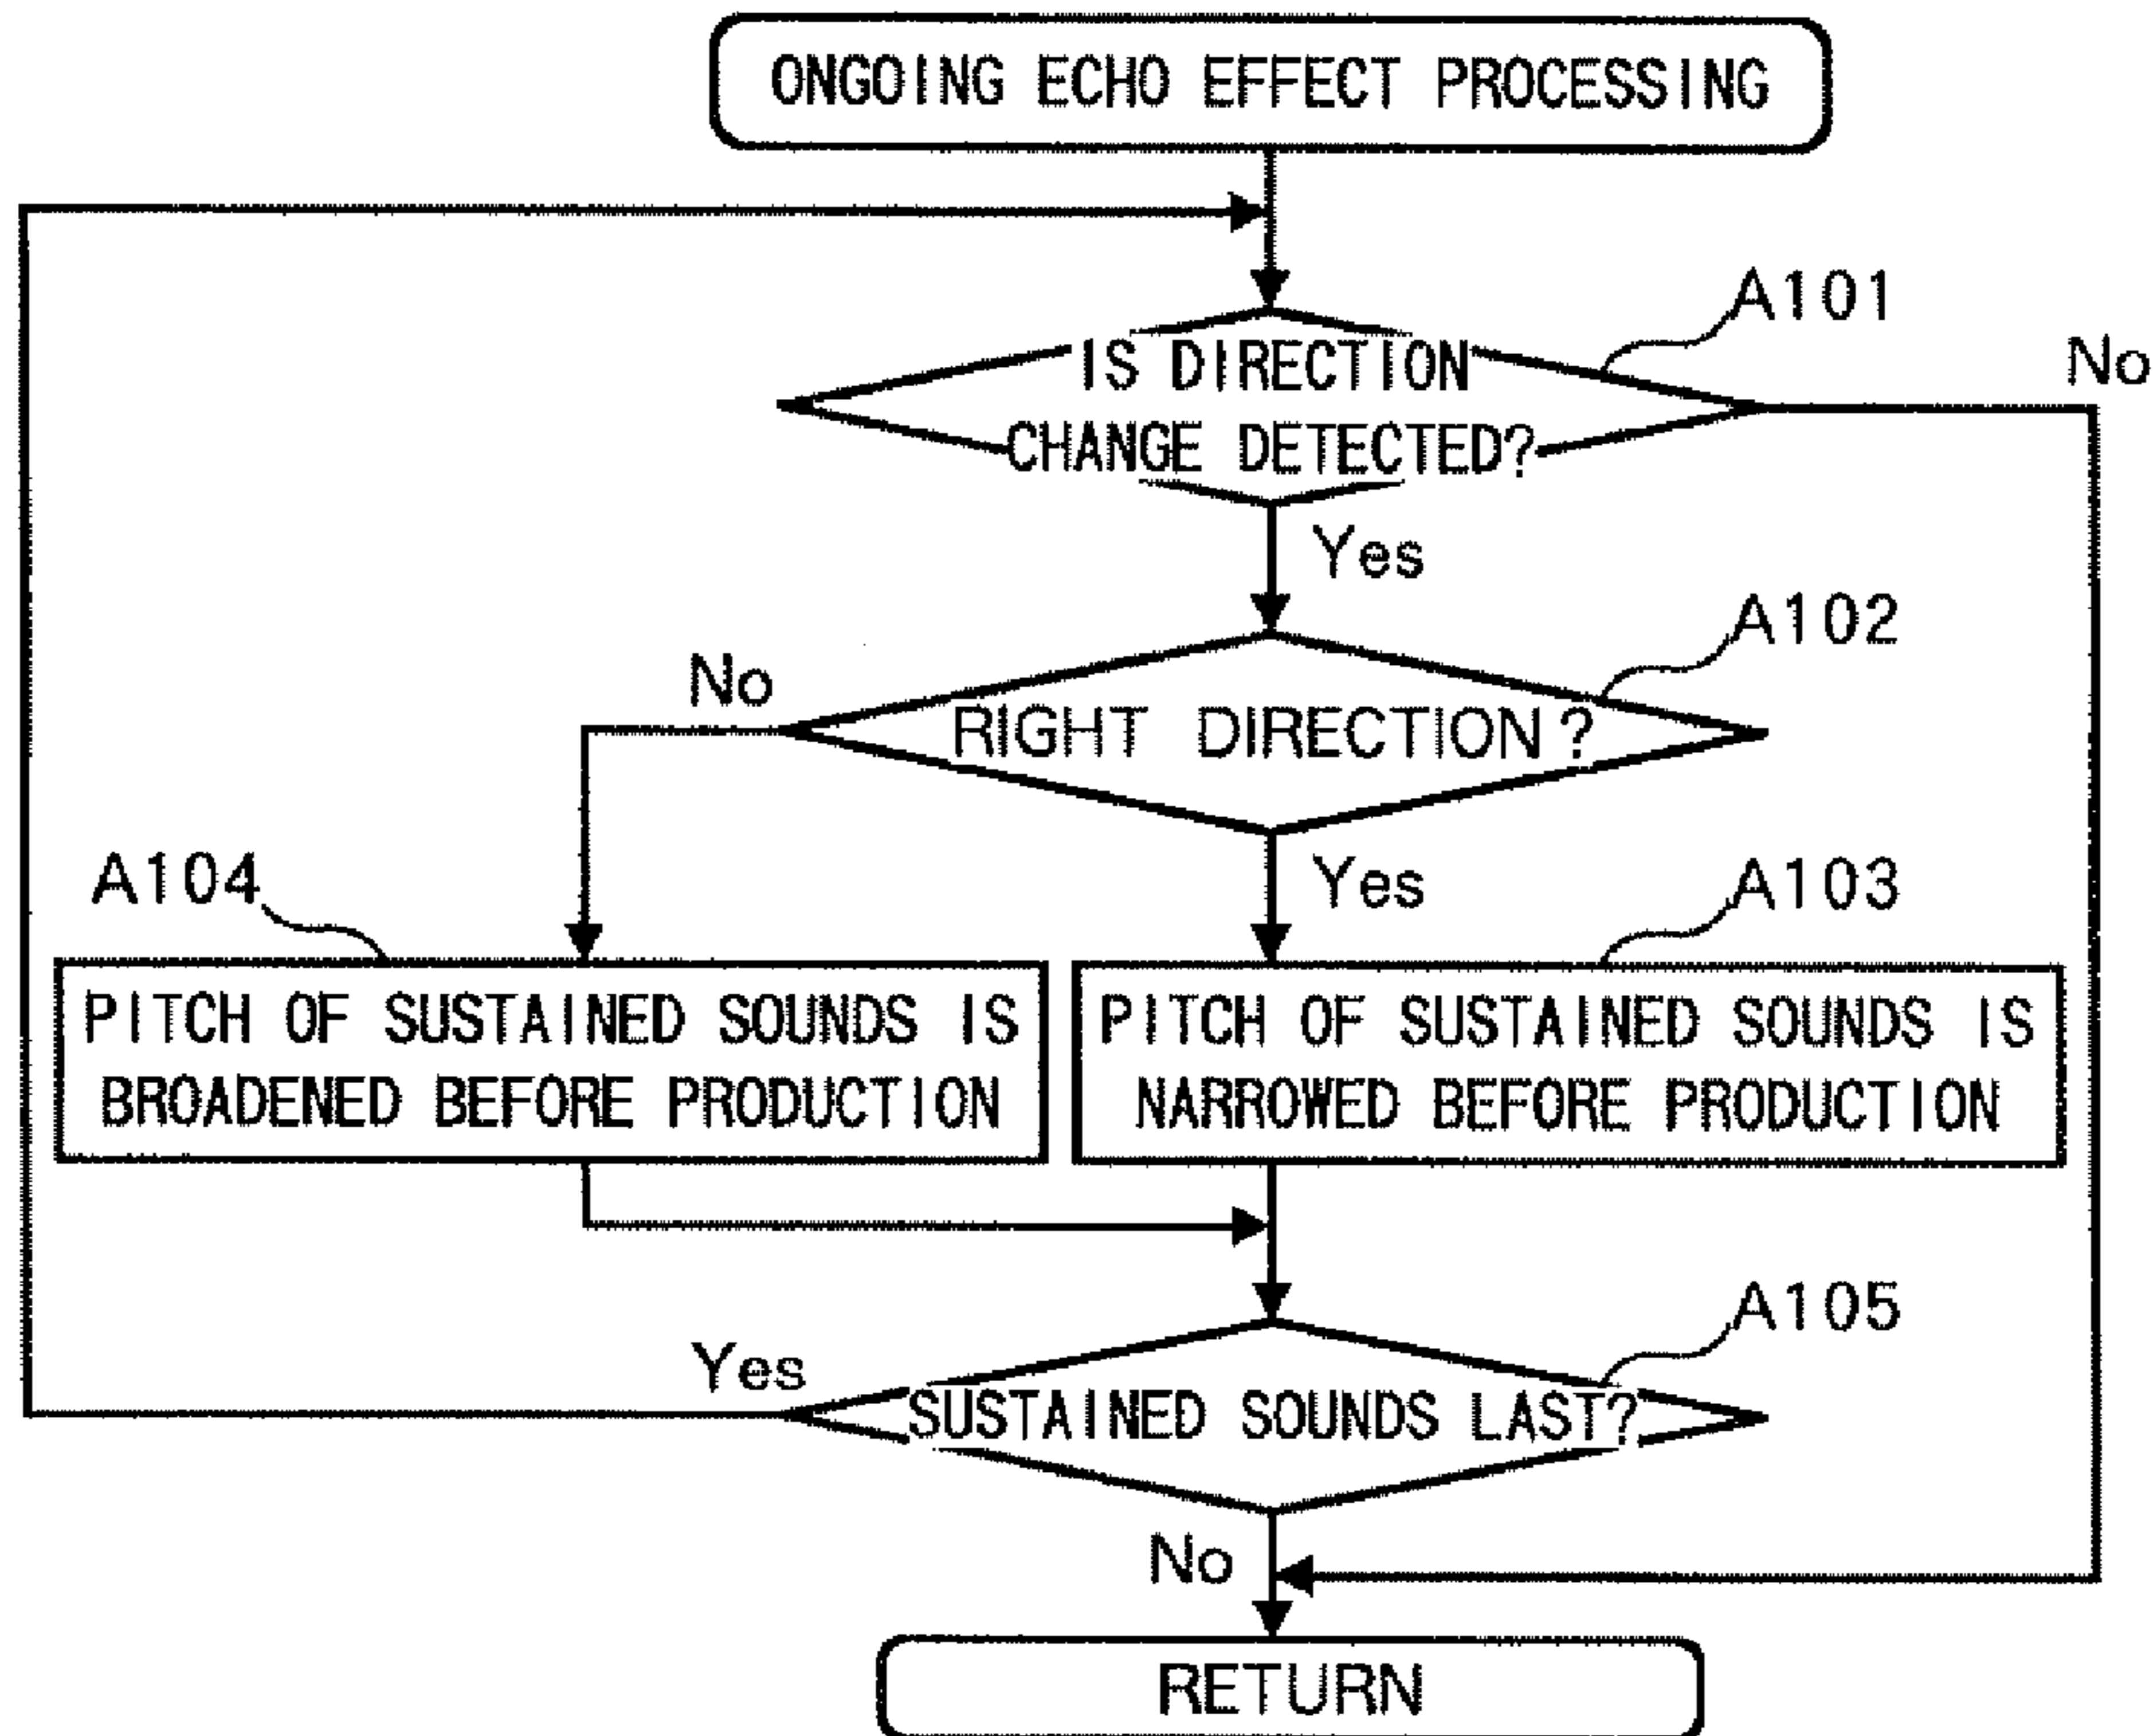 ONGOING ECHO EFFECT PROCESSING
A101
No
IS DIRECTION
CHANGE DETECTED?
Yes
A102
No
RIGHT DIRECTION?
Yes
A104
A103
PITCH OF SUSTAINED SOUNDS IS
BROADENED BEFORE PRODUCTION
PITCH OF SUSTAINED SOUNDS IS
NARROWED BEFORE PRODUCTION
A105
Yes
SUSTAINED SOUNDS LAST?
No
RETURN